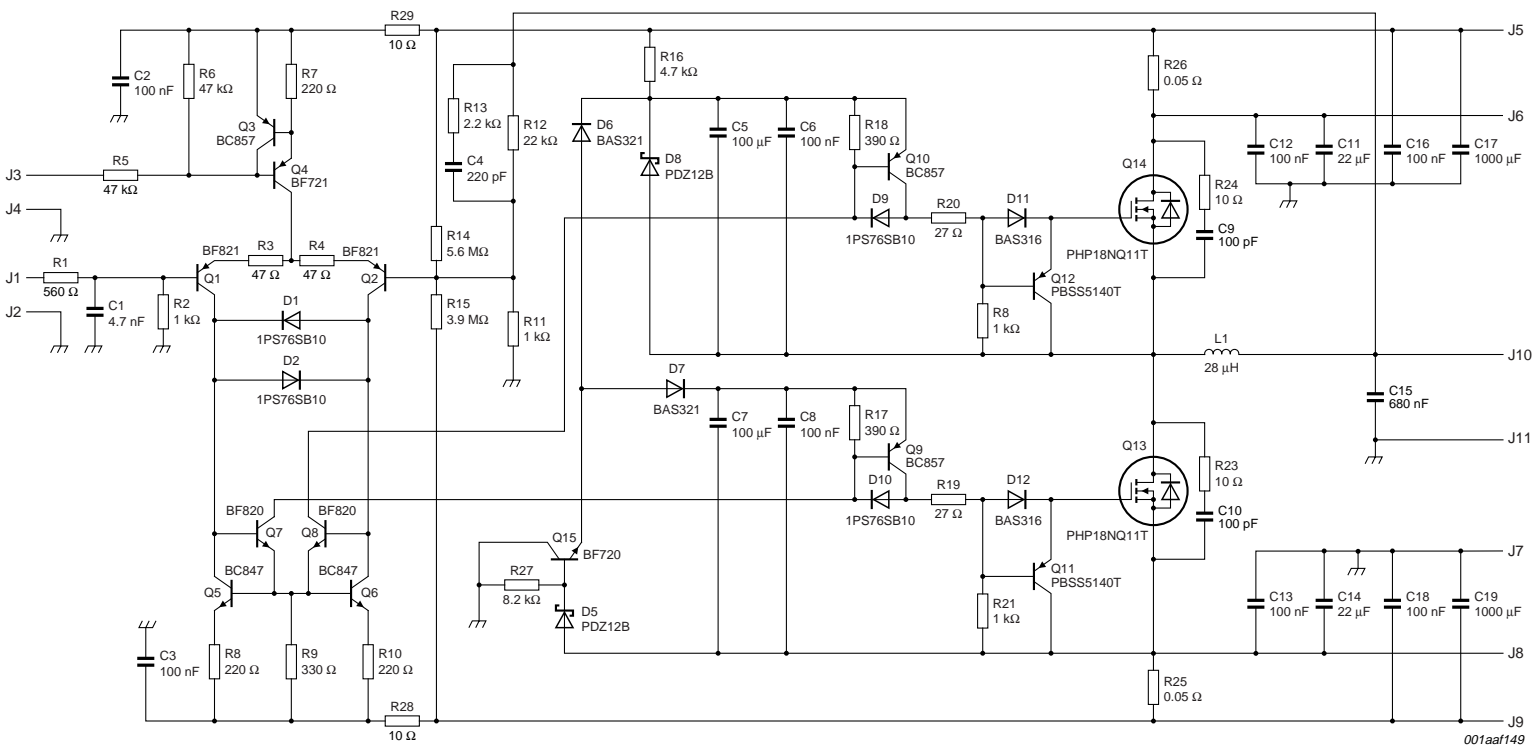 R29
10 Ω
J5
C2
100 nF
R6
47 kΩ
R7
220 Ω
R16
4.7 kΩ
R26
0.05 Ω
R13
2.2 kΩ
R12
22 kΩ
C4
220 pF
D6
BAS321
D8
PDZ12B
C5
100 μF
C6
100 nF
R18
390 Ω
Q10
BC857
J6
C12
100 nF
C11
22 μF
C16
100 nF
C17
1000 μF
Q3
BC857
Q4
BF721
J3
R5
47 kΩ
J4
D9
1PS76SB10
R20
27 Ω
D11
BAS316
Q14
PHP18NQ11T
R24
10 Ω
C9
100 pF
Q12
PBSS5140T
R8
1 kΩ
R14
5.6 MΩ
R15
3.9 MΩ
R11
1 kΩ
J1
R1
560 Ω
J2
C1
4.7 nF
R2
1 kΩ
BF821
Q1
R3
47 Ω
R4
47 Ω
BF821
Q2
D1
1PS76SB10
D2
1PS76SB10
L1
28 μH
J10
C15
680 nF
J11
D7
BAS321
C7
100 μF
C8
100 nF
R17
390 Ω
Q9
BC857
D10
1PS76SB10
R19
27 Ω
D12
BAS316
Q13
PHP18NQ11T
R23
10 Ω
C10
100 pF
Q11
PBSS5140T
R21
1 kΩ
BF820
Q7
BF820
Q8
BC847
Q5
BC847
Q6
Q15
BF720
R27
8.2 kΩ
D5
PDZ12B
J7
C13
100 nF
C14
22 μF
C18
100 nF
C19
1000 μF
J8
C3
100 nF
R8
220 Ω
R9
330 Ω
R10
220 Ω
R28
10 Ω
R25
0.05 Ω
J9
001aaf149